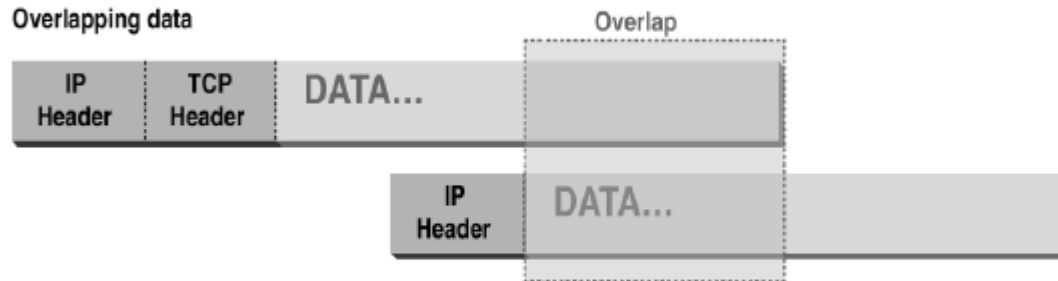 Overlapping data
Overlap
IP
Header
TCP
Header
DATA...
IP
Header
DATA...